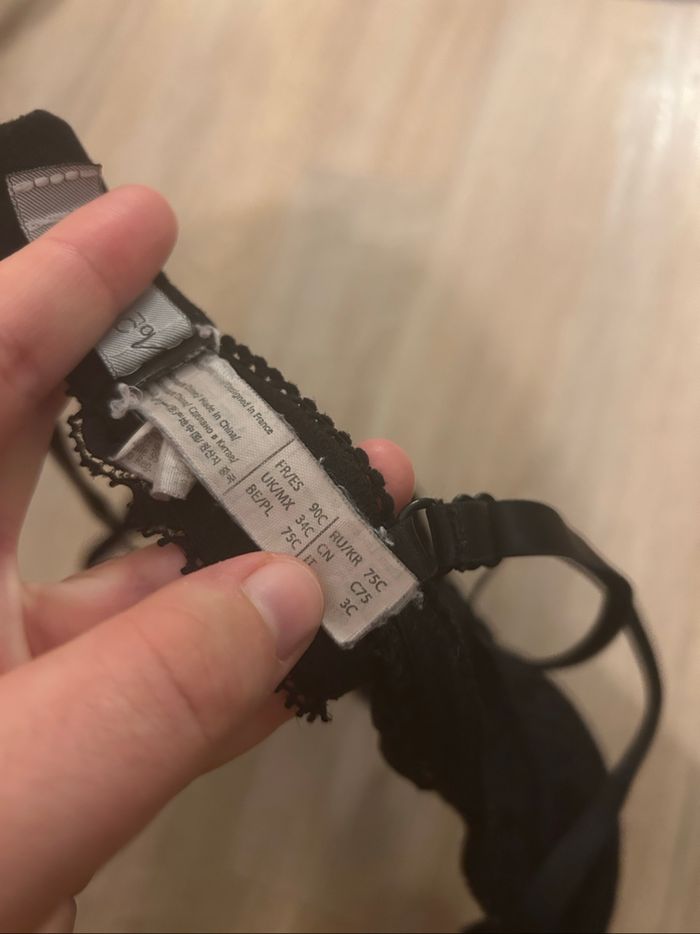 Designed in France
Made in China/
Сделано в Китае/
FR/ES 90C
UK/MX 34C
BE/PL 75C
IT 3C
RU/KR 75C
CN C75